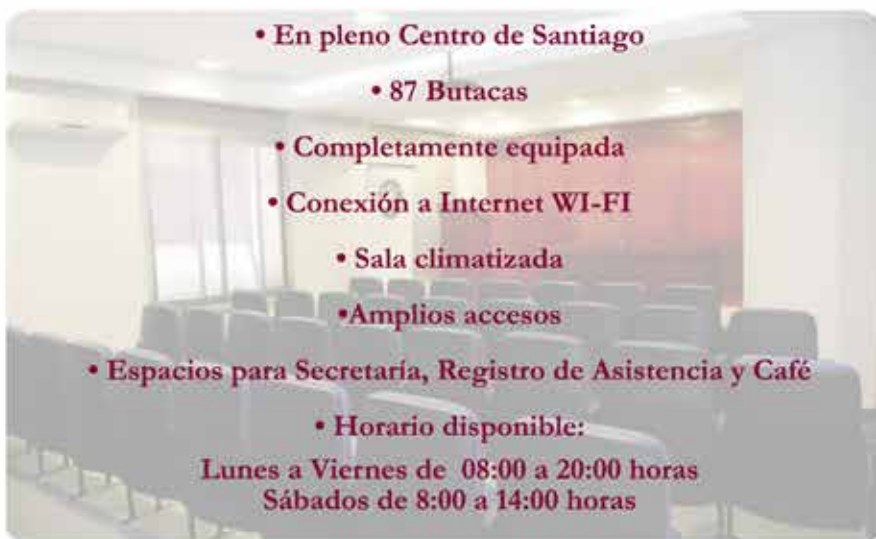 • En pleno Centro de Santiago
• 87 Butacas
• Completamente equipada
• Conexión a Internet WI-FI
• Sala climatizada
•Amplios accesos
• Espacios para Secretaría, Registro de Asistencia y Café
• Horario disponible:
Lunes a Viernes de 08:00 a 20:00 horas
Sábados de 8:00 a 14:00 horas